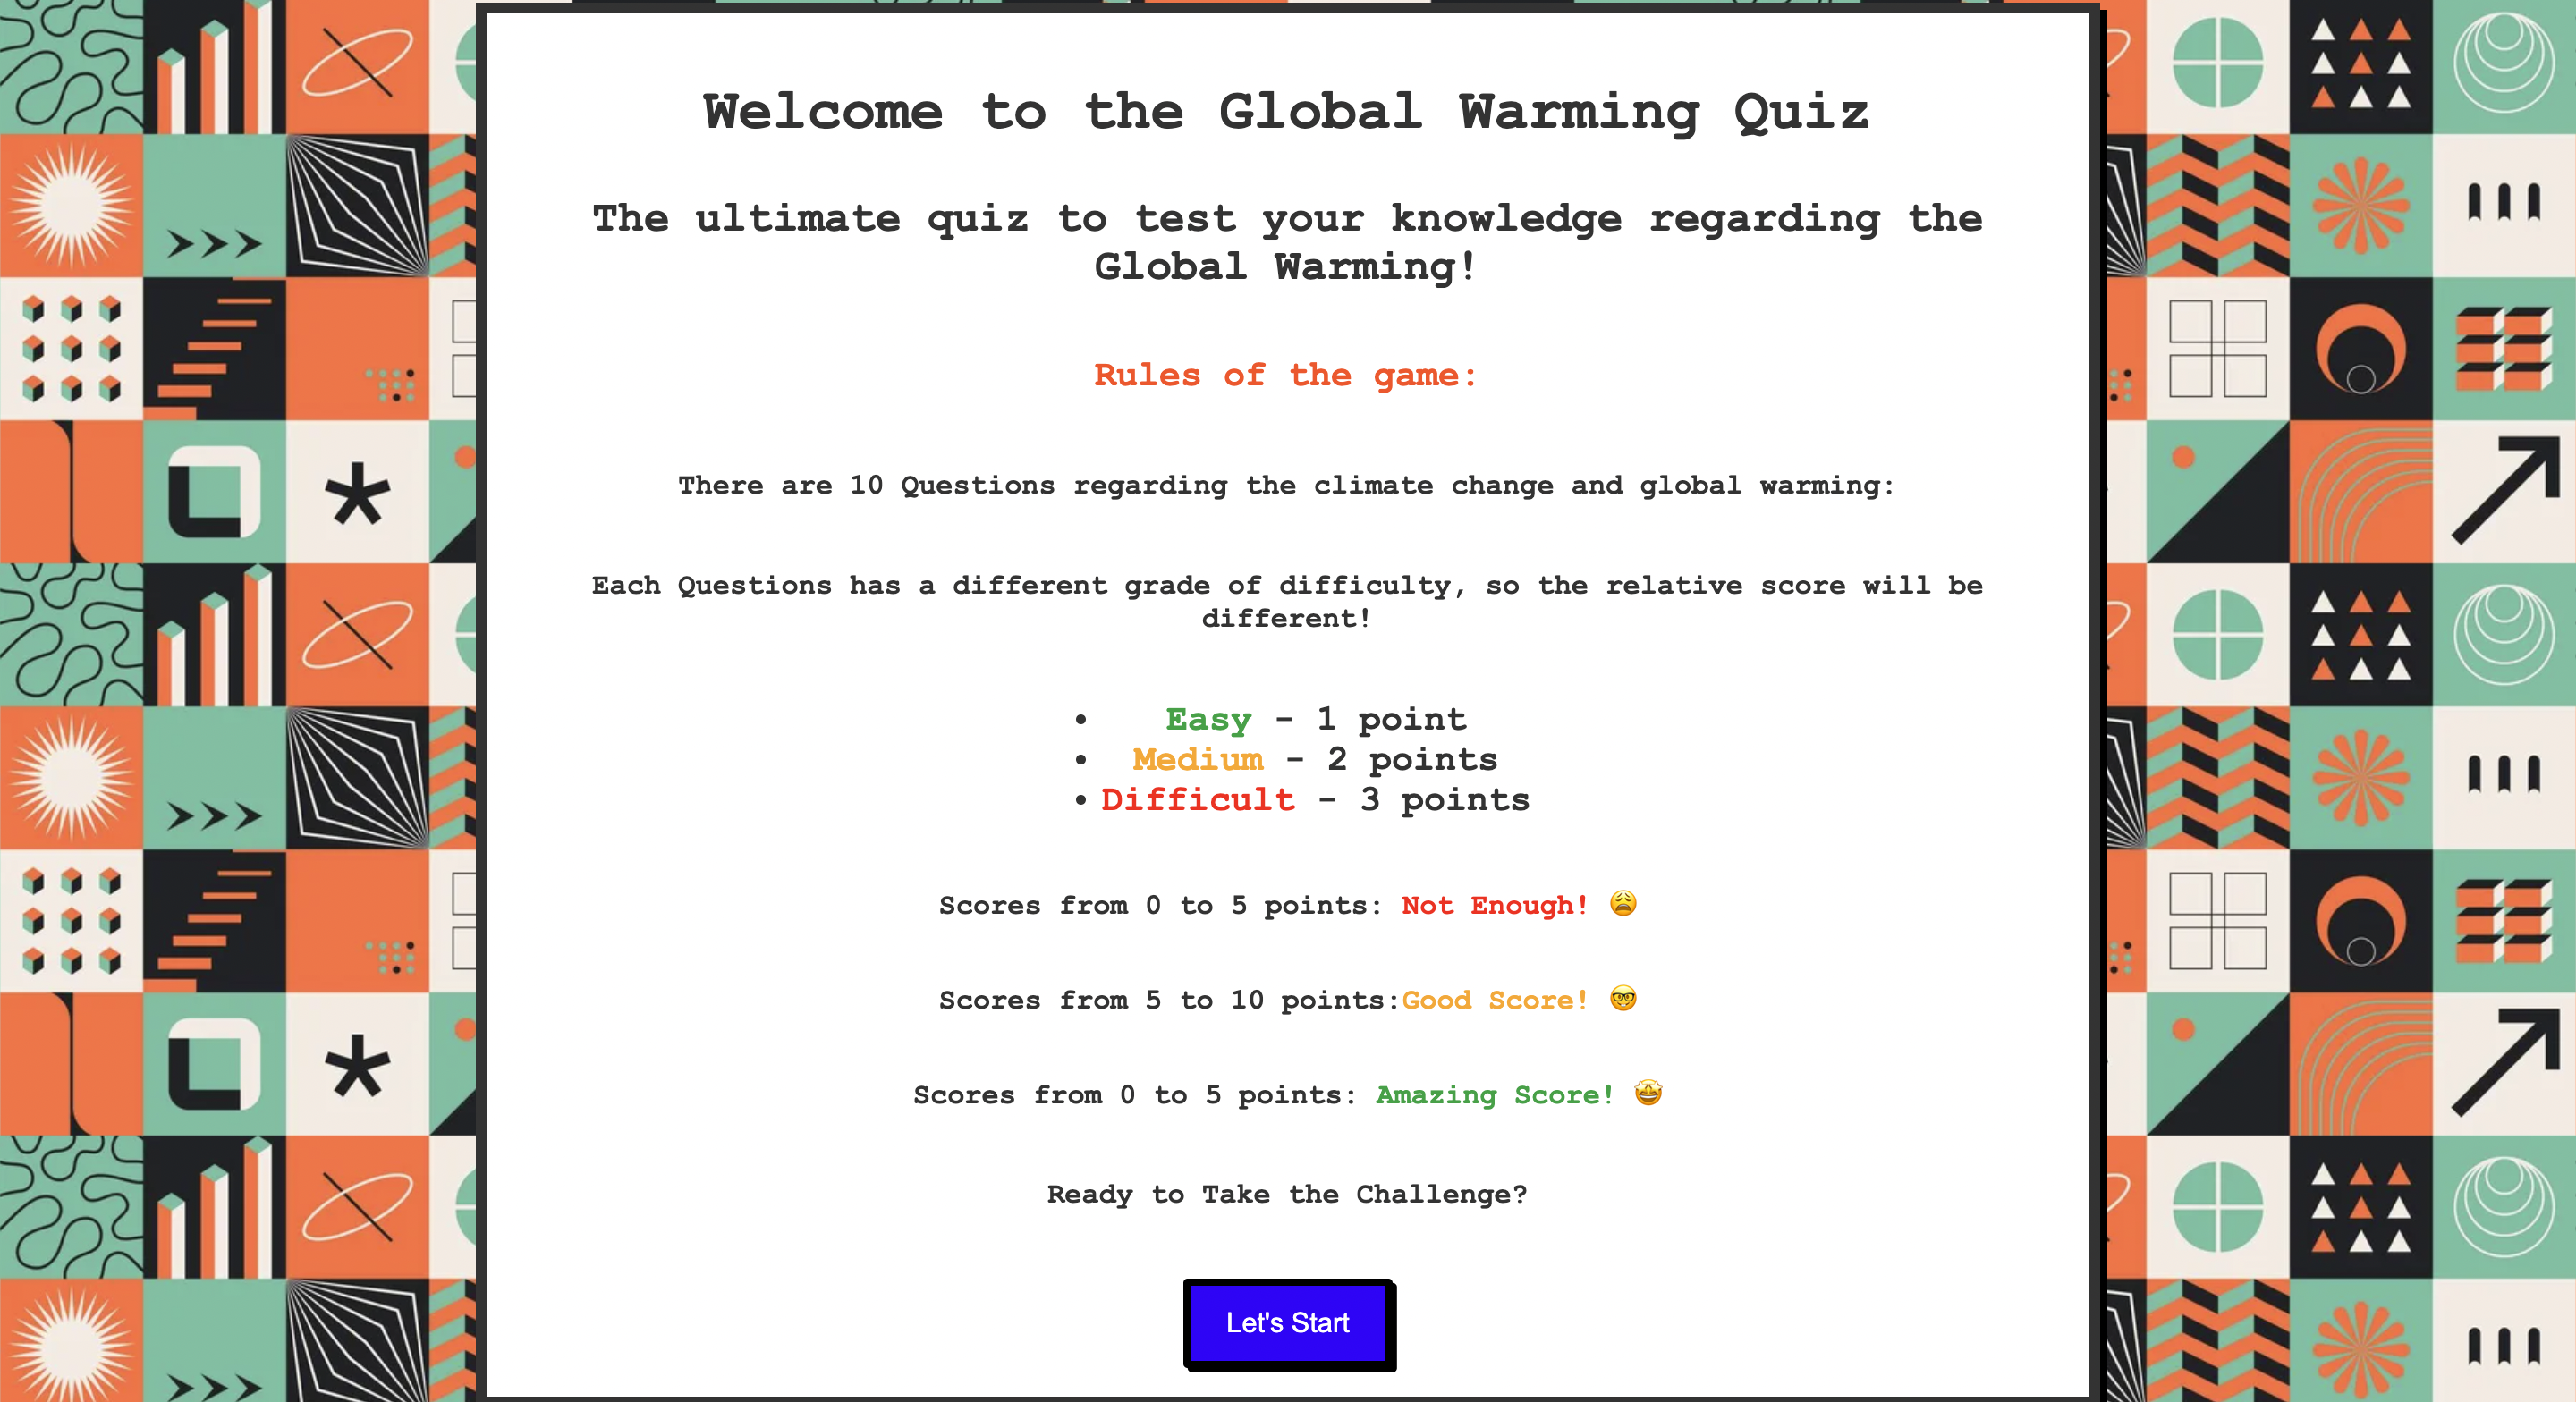 Welcome to the Global Warming Quiz
The ultimate quiz to test your knowledge regarding the
Global Warming!
Rules of the game:
There are 10 Questions regarding the climate change and global warming:
Each Questions has a different grade of difficulty, so the relative score will be
different!
• Easy - 1 point
• Medium - 2 points
• Difficult - 3 points
Scores from 0 to 5 points: Not Enough! 😩
Scores from 5 to 10 points:Good Score! 🤓
Scores from 0 to 5 points: Amazing Score! 🤩
Ready to Take the Challenge?
Let's Start